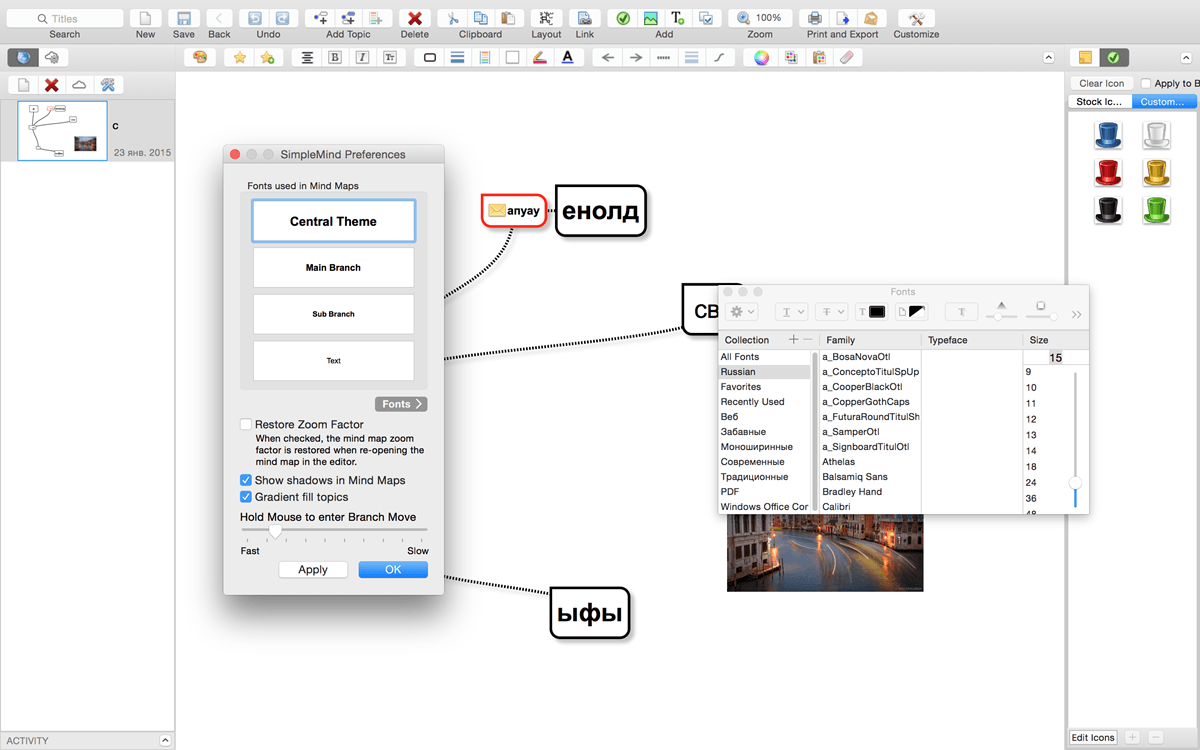 Titles
100%
Search
New
Save
Back
Undo
Add Topic
Delete
Clipboard
Layout
Link
Add
Zoom
Print and Export
Customize
B
I
Tт
A
Clear Icon
Apply to B
Stock Ic...
Custom...
c
23 янв. 2015
SimpleMind Preferences
Fonts used in Mind Maps
Central Theme
Main Branch
Sub Branch
Text
Fonts
Restore Zoom Factor
When checked, the mind map zoom
factor is restored when re-opening the
mind map in the editor.
Show shadows in Mind Maps
Gradient fill topics
Hold Mouse to enter Branch Move
Fast
Slow
Apply
OK
апуау
енолд
СВ
ыфы
Fonts
Collection
Family
Typeface
Size
All Fonts
Russian
Favorites
Recently Used
Веб
Забавные
Моноширинные
Современные
Традиционные
PDF
Windows Office Cor
a_BosaNovaOtl
a_ConceptoTitulSpUp
a_CooperBlackOtl
a_CopperGothCaps
a_FuturaRoundTitulSh
a_SamperOtl
a_SignboardTitulOtl
Athelas
Balsamiq Sans
Bradley Hand
Calibri
15
9
10
11
12
13
14
18
24
36
48
ACTIVITY
Edit Icons